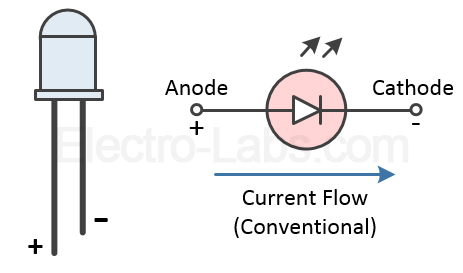 Anode
Cathode
+
-
Electro-Labs.com
Current Flow
(Conventional)
-
+